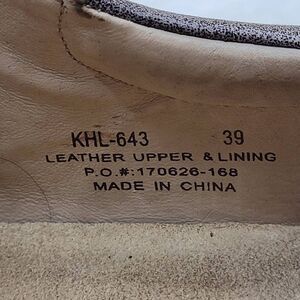 KHL-643 39
LEATHER UPPER & LINING
P.O.#:170626-168
MADE IN CHINA